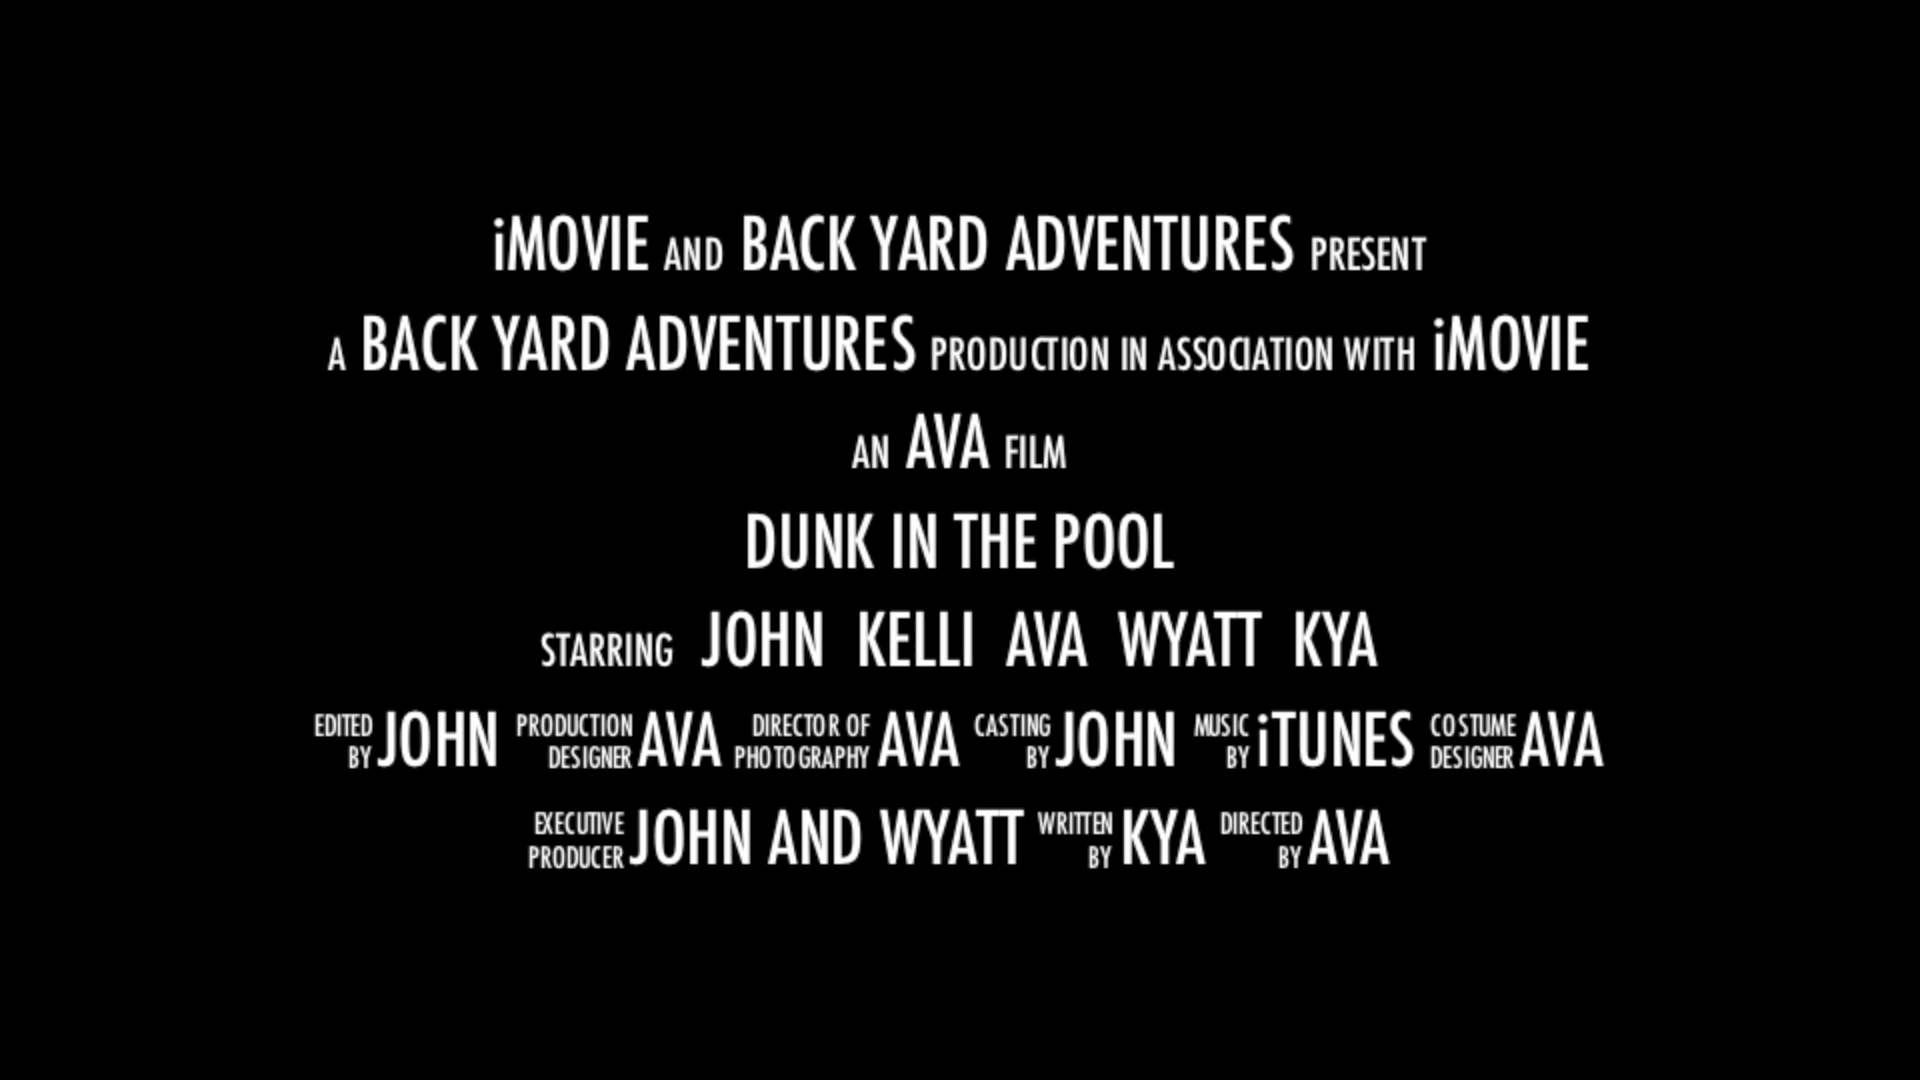 iMOVIE AND BACK YARD ADVENTURES PRESENT
A BACK YARD ADVENTURES PRODUCTION IN ASSOCIATION WITH iMOVIE
AN AVA FILM
DUNK IN THE POOL
STARRING JOHN KELLI AVA WYATT KYA
EDITED BY JOHN PRODUCTION DESIGNER AVA DIRECTOR OF PHOTOGRAPHY AVA CASTING BY JOHN MUSIC BY iTUNES COSTUME DESIGNER AVA
EXECUTIVE PRODUCER JOHN AND WYATT WRITTEN BY KYA DIRECTED BY AVA